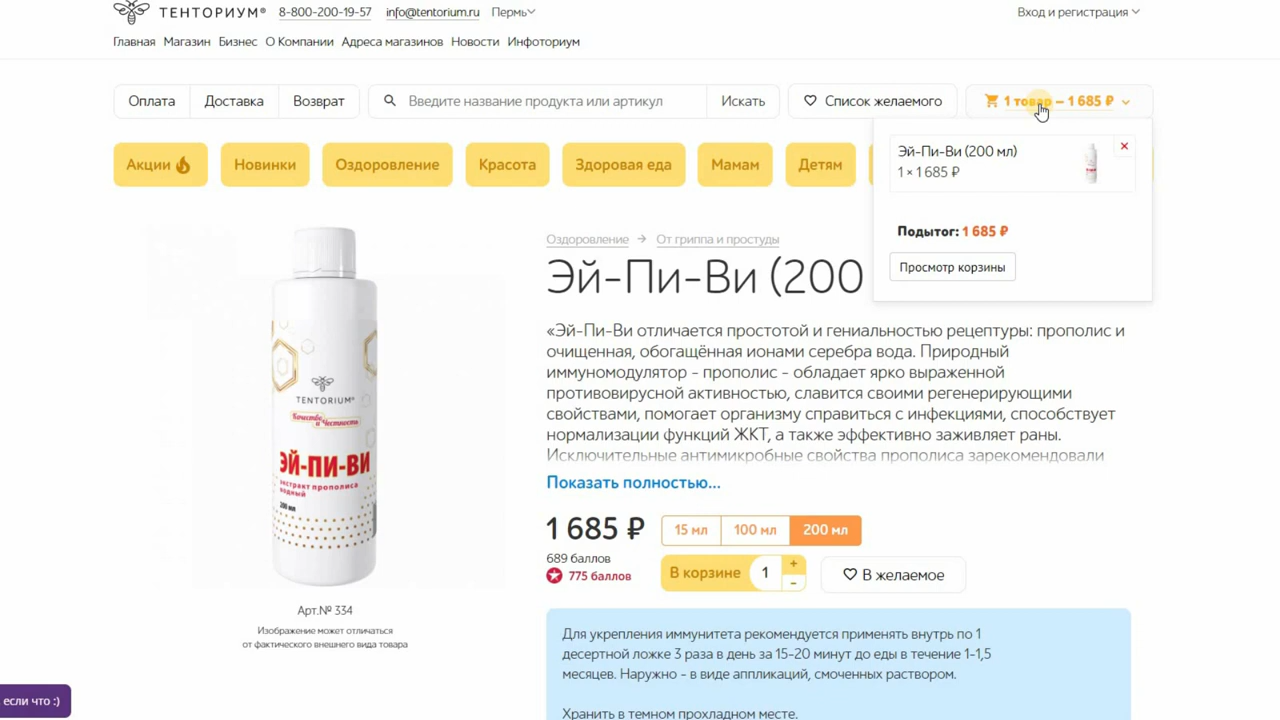 ТЕНТОРИУМ® 8-800-200-19-57 info@tentorium.ru Пермь Вход и регистрация
Главная Магазин Бизнес О Компании Адреса магазинов Новости Инфоториум
Оплата Доставка Возврат Введите название продукта или артикул Искать Список желаемого 1 товар – 1 685 ₽
Эй-Пи-Ви (200 мл)
1 × 1 685 ₽
Подытог: 1 685 ₽
Просмотр корзины
Акции Новинки Оздоровление Красота Здоровая еда Мамам Детям
TENTORIUM®
Качество и Честность
ЭЙ-ПИ-ВИ
экстракт прополиса
водный
200 мл
Арт.№ 334
Изображение может отличаться
от фактического внешнего вида товара
Оздоровление → От гриппа и простуды
Эй-Пи-Ви (200
«Эй-Пи-Ви отличается простотой и гениальностью рецептуры: прополис и
очищенная, обогащённая ионами серебра вода. Природный
иммуномодулятор - прополис - обладает ярко выраженной
противовирусной активностью, славится своими регенерирующими
свойствами, помогает организму справиться с инфекциями, способствует
нормализации функций ЖКТ, а также эффективно заживляет раны.
Исключительные антимикробные свойства прополиса зарекомендовали
Показать полностью...
1 685 ₽ 15 мл 100 мл 200 мл
689 баллов
775 баллов
В корзине 1 + - В желаемое
Для укрепления иммунитета рекомендуется применять внутрь по 1
десертной ложке 3 раза в день за 15-20 минут до еды в течение 1-1,5
месяцев. Наружно - в виде аппликаций, смоченных раствором.
Хранить в темном прохладном месте.
если что :)